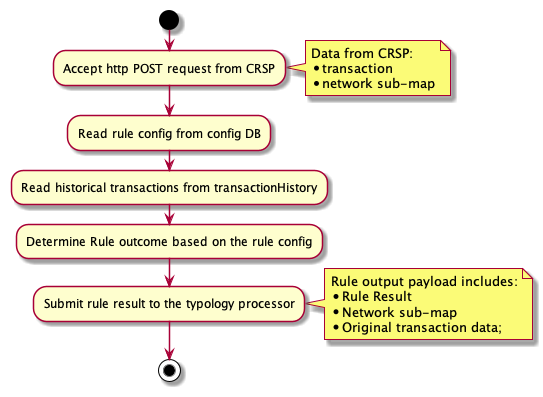 Accept http POST request from CRSP
Data from CRSP:
• transaction
• network sub-map
Read rule config from config DB
Read historical transactions from transactionHistory
Determine Rule outcome based on the rule config
Submit rule result to the typology processor
Rule output payload includes:
• Rule Result
• Network sub-map
• Original transaction data;